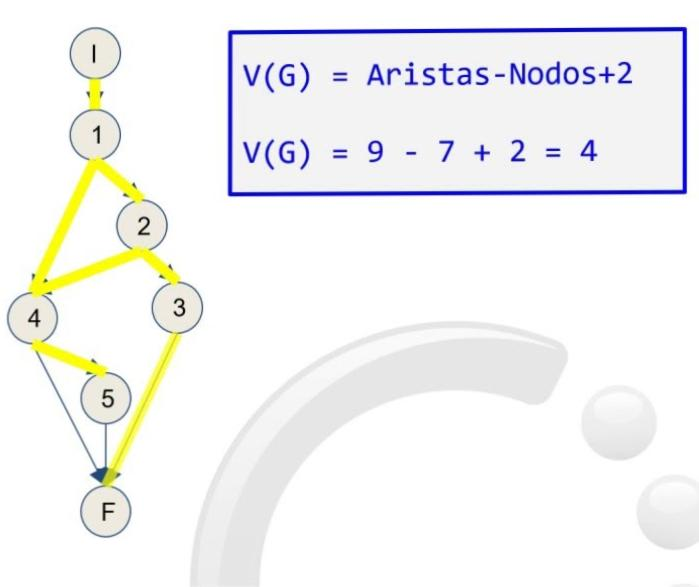 I
V(G) = Aristas-Nodos+2
1
V(G) = 9 - 7 + 2 = 4
2
4
3
5
F